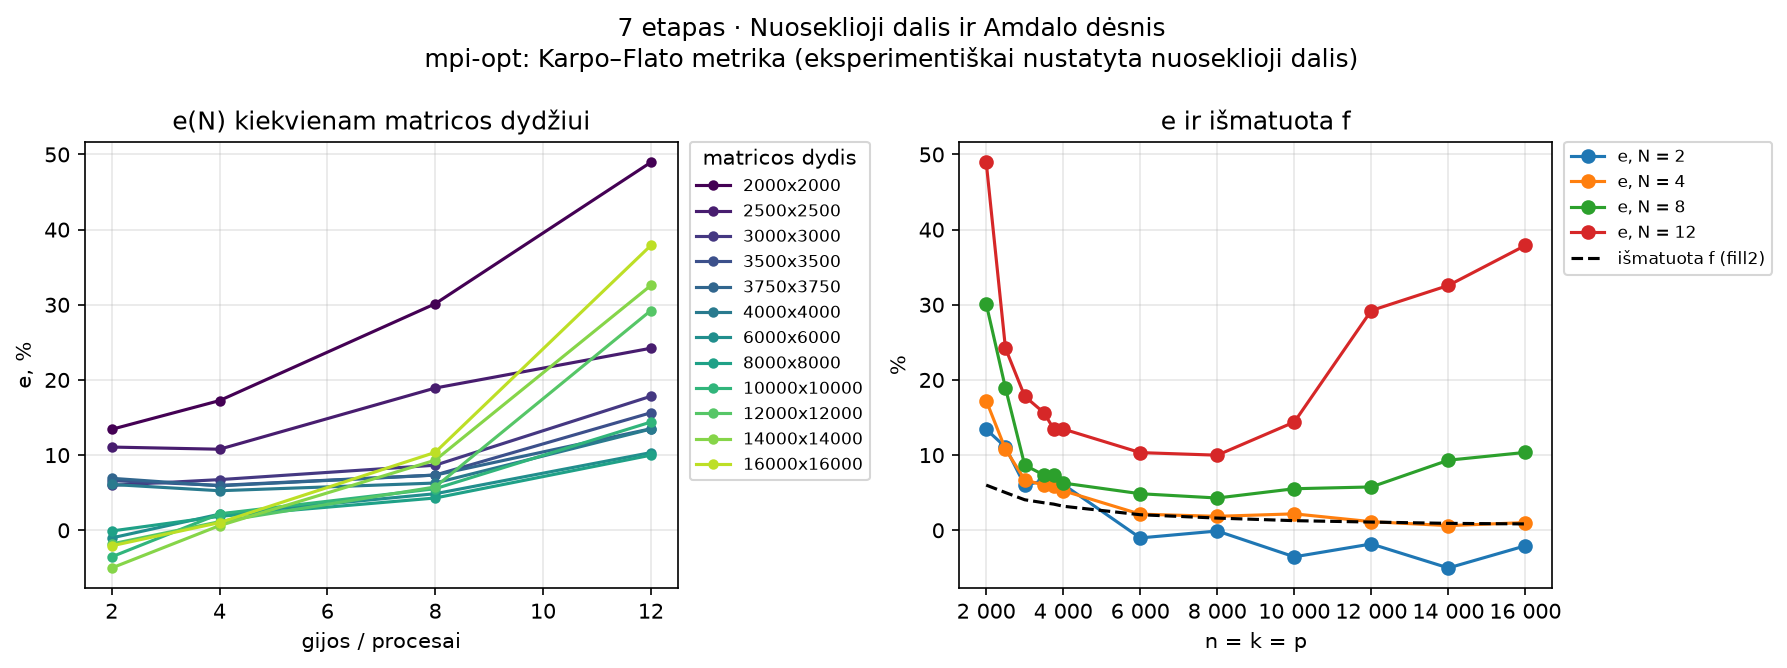 7 etapas · Nuoseklioji dalis ir Amdalo dėsnis
mpi-opt: Karpo–Flato metrika (eksperimentiškai nustatyta nuoseklioji dalis)
e(N) kiekvienam matricos dydžiui
50
40
30
20
10
0
e, %
2
4
6
8
10
12
gijos / procesai
matricos dydis
2000x2000
2500x2500
3000x3000
3500x3500
3750x3750
4000x4000
6000x6000
8000x8000
10000x10000
12000x12000
14000x14000
16000x16000
e ir išmatuota f
50
40
30
20
10
0
%
2 000
4 000
6 000
8 000
10 000
12 000
14 000
16 000
n = k = p
e, N = 2
e, N = 4
e, N = 8
e, N = 12
išmatuota f (fill2)